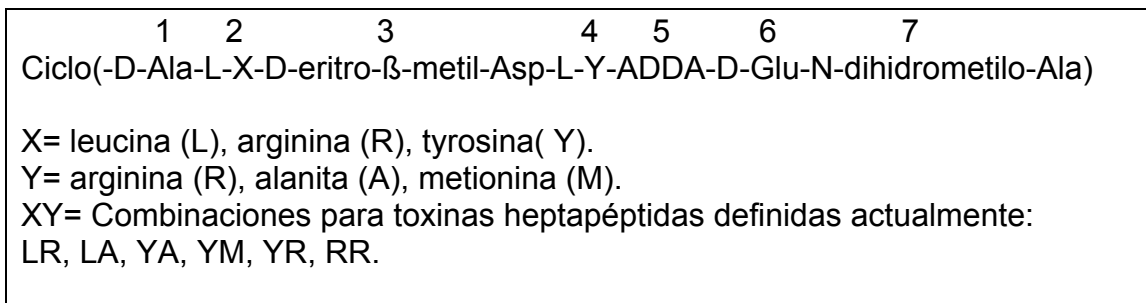 1 2 3 4 5 6 7
Ciclo(-D-Ala-L-X-D-eritro-ß-metil-Asp-L-Y-ADDA-D-Glu-N-dihidrometilo-Ala)
X= leucina (L), arginina (R), tyrosina( Y).
Y= arginina (R), alanita (A), metionina (M).
XY= Combinaciones para toxinas heptapéptidas definidas actualmente:
LR, LA, YA, YM, YR, RR.